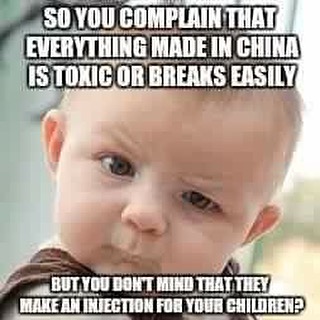 SO YOU COMPLAIN THAT
EVERYTHING MADE IN CHINA
IS TOXIC OR BREAKS EASILY
BUT YOU DON'T MIND THAT THEY
MAKE AN INJECTION FOR YOUR CHILDREN?